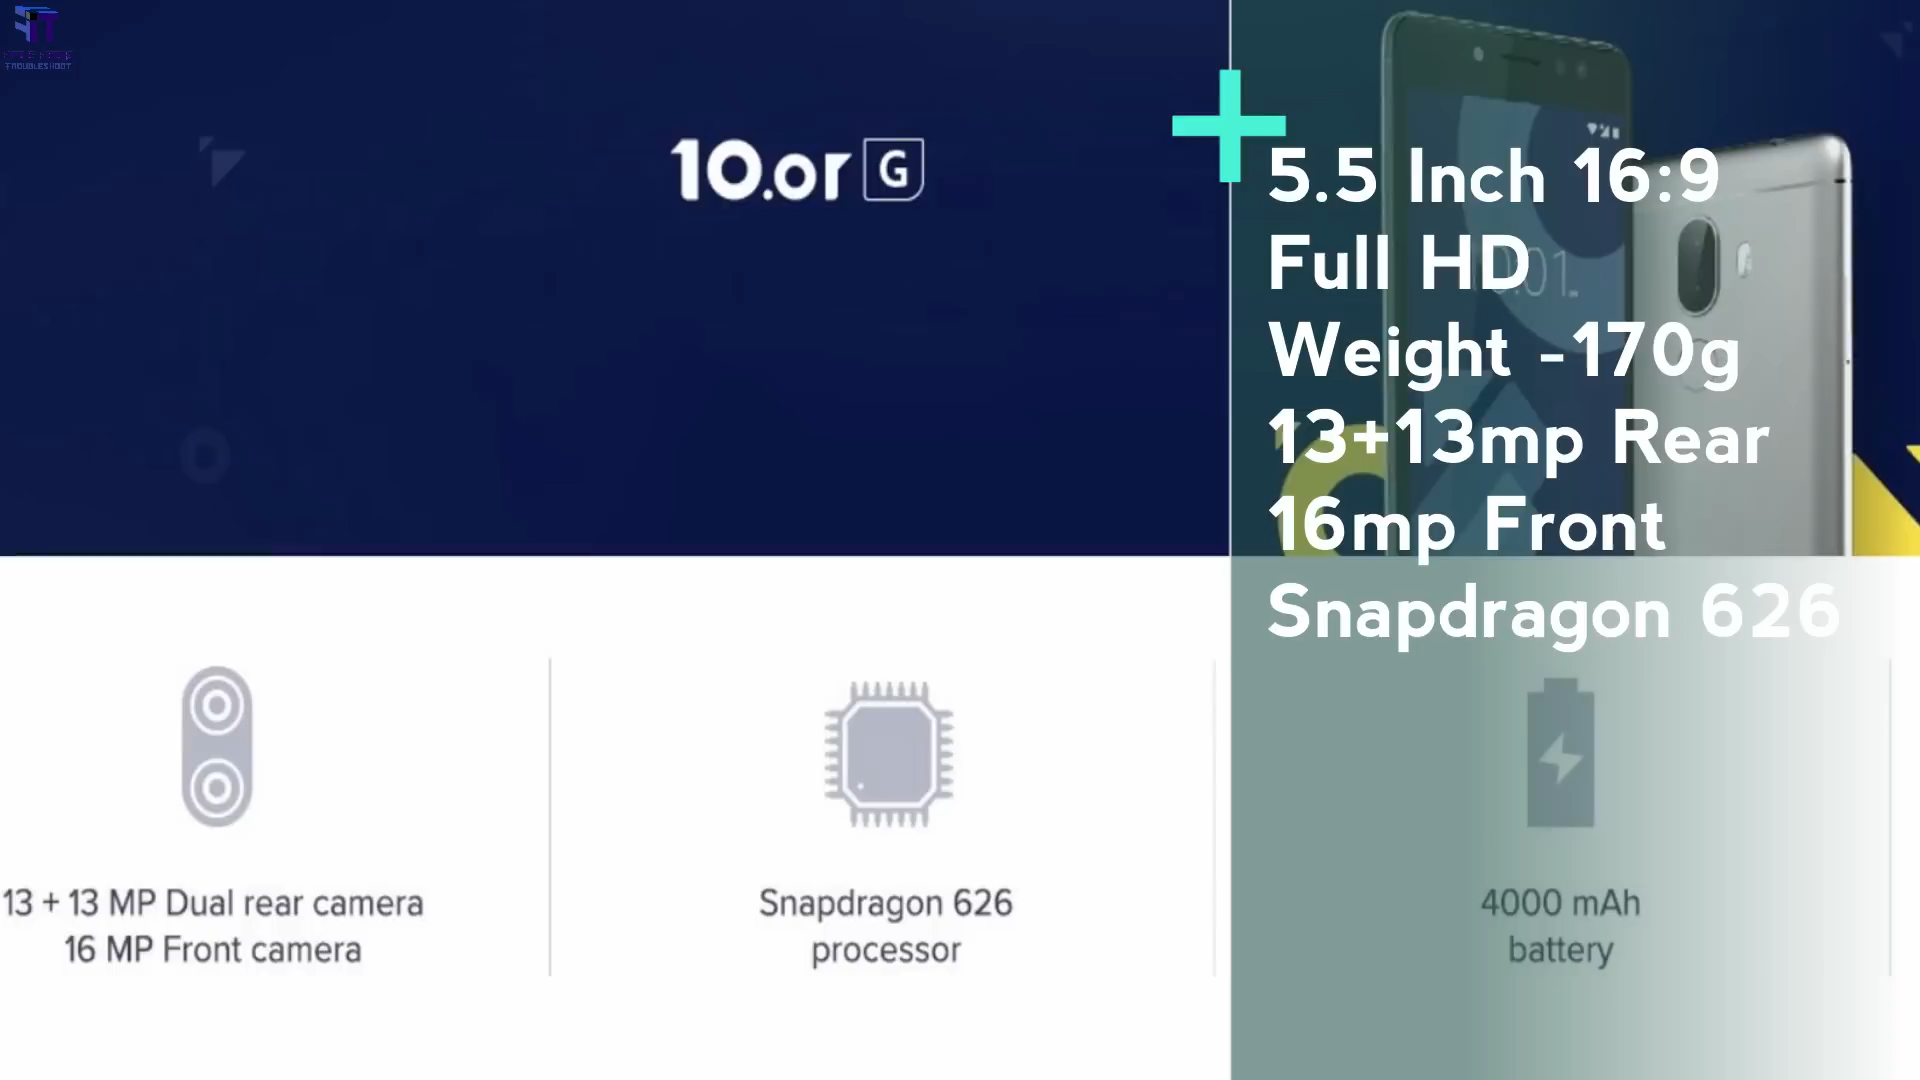 TROUBLESHOOT
10.or G
5.5 Inch 16:9
Full HD
Weight -170g
13+13mp Rear
16mp Front
Snapdragon 626
13 + 13 MP Dual rear camera
16 MP Front camera
Snapdragon 626
processor
4000 mAh
battery